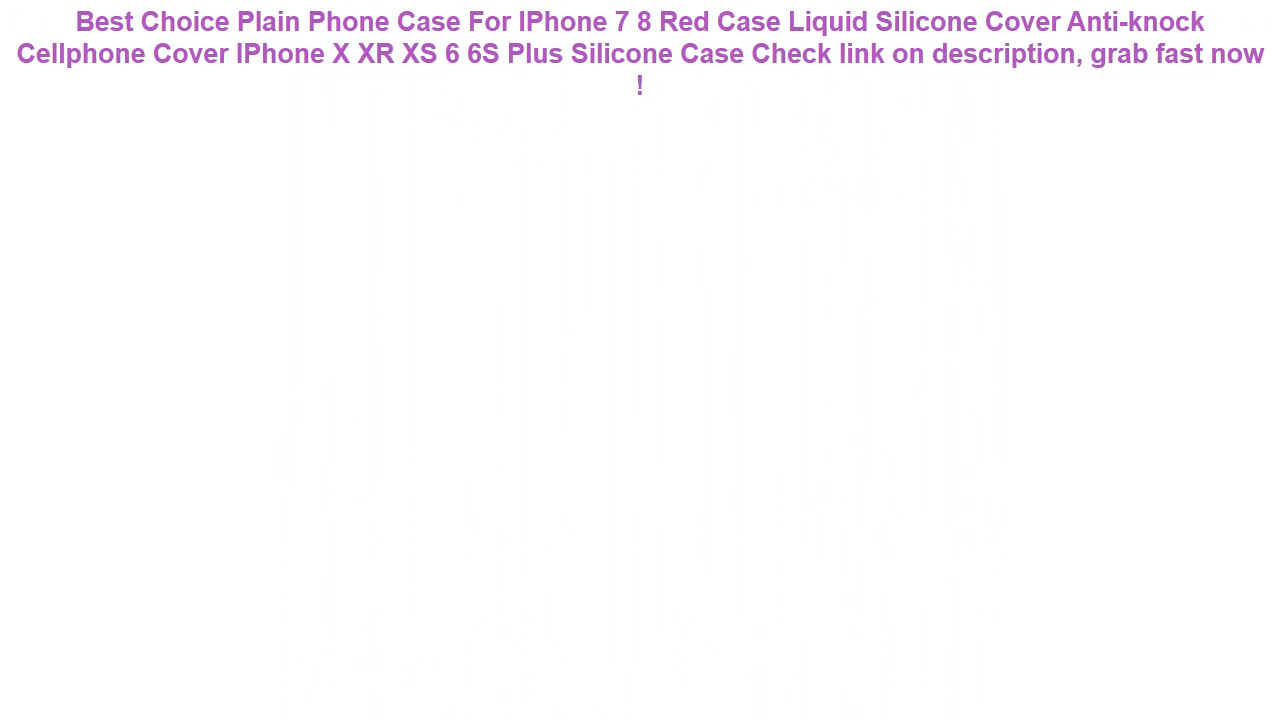 Best Choice Plain Phone Case For IPhone 7 8 Red Case Liquid Silicone Cover Anti-knock
Cellphone Cover IPhone X XR XS 6 6S Plus Silicone Case Check link on description, grab fast now
!